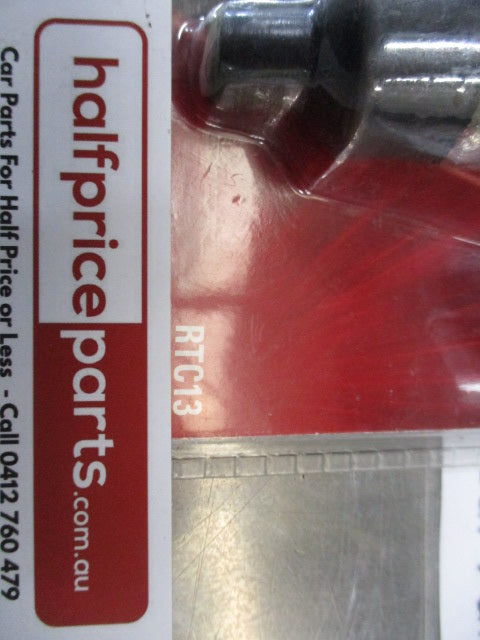 halfpriceparts.com.au
Car Parts For Half Price or Less - Call 0412 760 479
RTC13